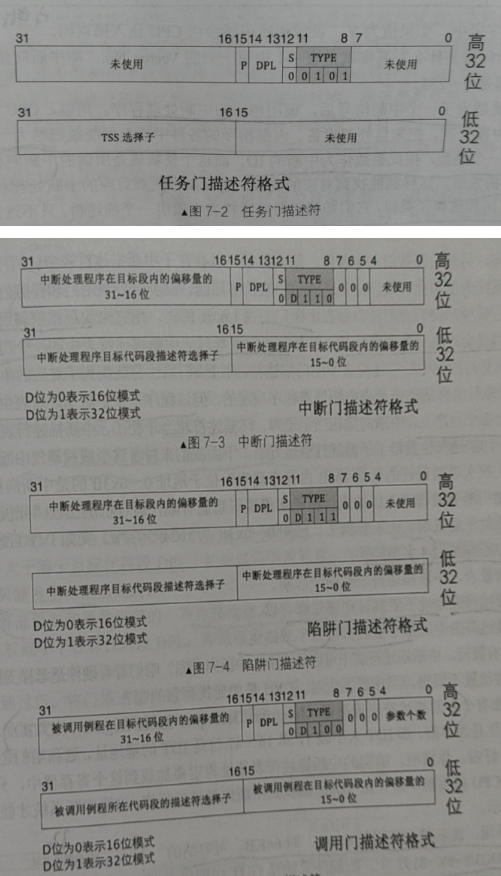 31 16 15 14 13 12 11 8 7 0
未使用 P DPL S TYPE 未使用
0 0 1 0 1
高32位
31 16 15 0
TSS 选择子 未使用
低32位
任务门描述符格式
▲图 7-2 任务门描述符
31 16 15 14 13 12 11 8 7 6 5 4 0
中断处理程序在目标段内的偏移量的 P DPL S TYPE 0 0 0 未使用
31~16 位 0 D 1 1 0
高32位
31 16 15 0
中断处理程序目标代码段描述符选择子 中断处理程序在目标代码段内的偏移量的
15~0 位
低32位
D位为0表示16位模式
D位为1表示32位模式
中断门描述符格式
▲图 7-3 中断门描述符
31 16 15 14 13 12 11 8 7 6 5 4 0
中断处理程序在目标代码段内的偏移量的 P DPL S TYPE 0 0 0 未使用
31~16 位 0 D 1 1 1
高32位
中断处理程序目标代码段描述符选择子 中断处理程序在目标代码段内的偏移量的
15~0 位
低32位
D位为0表示16位模式
D位为1表示32位模式
陷阱门描述符格式
▲图 7-4 陷阱门描述符
31 16 15 14 13 12 11 8 7 6 5 4 0
被调用例程在目标代码段内的偏移量的 P DPL S TYPE 0 0 0 参数个数
31~16 位 0 D 1 0 0
高32位
31 16 15 0
被调用例程所在代码段的描述符选择子 被调用例程在目标代码段内的偏移量的
15~0 位
低32位
D位为0表示16位模式
D位为1表示32位模式
调用门描述符格式